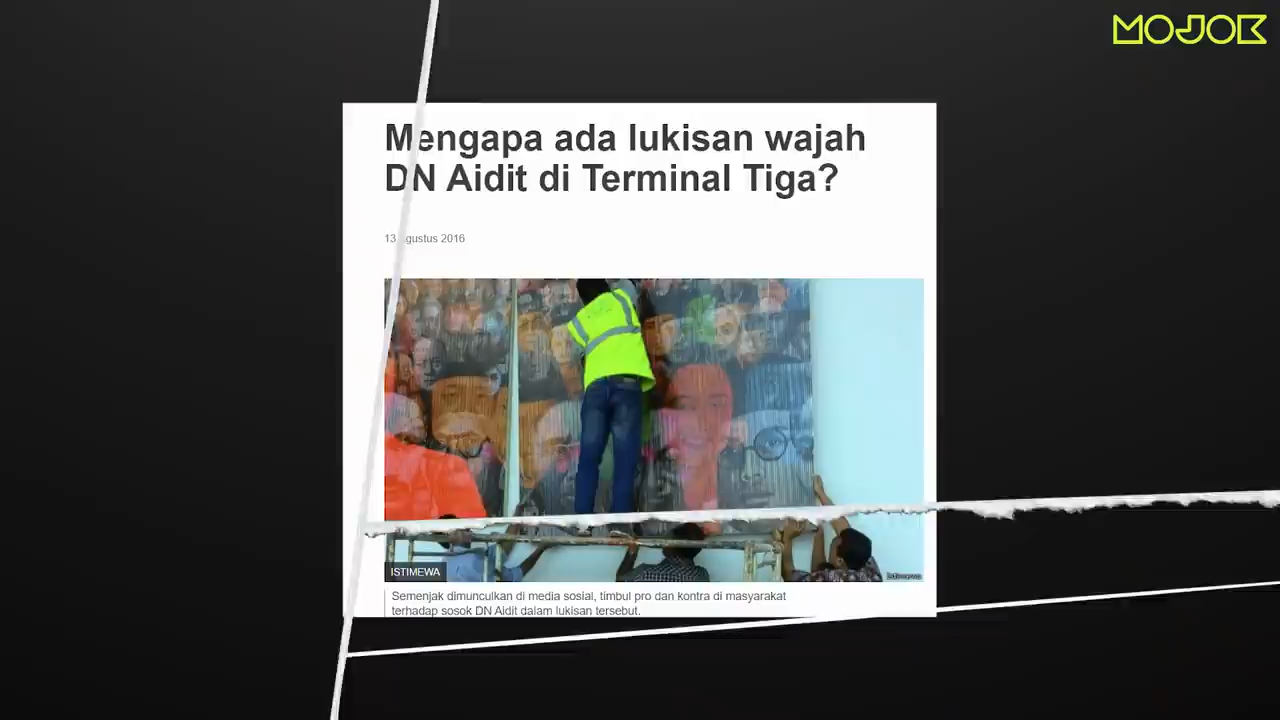 MOJOK
Mengapa ada lukisan wajah
DN Aidit di Terminal Tiga?
13 Agustus 2016
ISTIMEWA
Semenjak dimunculkan di media sosial, timbul pro dan kontra di masyarakat
terhadap sosok DN Aidit dalam lukisan tersebut.